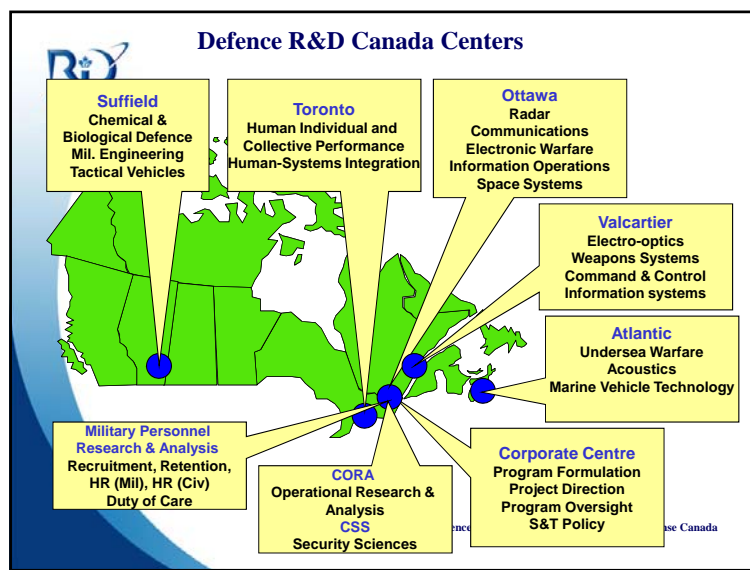 Defence R&D Canada Centers
Suffield
Chemical &
Biological Defence
Mil. Engineering
Tactical Vehicles
Toronto
Human Individual and
Collective Performance
Human-Systems Integration
Ottawa
Radar
Communications
Electronic Warfare
Information Operations
Space Systems
Valcartier
Electro-optics
Weapons Systems
Command & Control
Information systems
Atlantic
Undersea Warfare
Acoustics
Marine Vehicle Technology
Military Personnel
Research & Analysis
Recruitment, Retention,
HR (Mil), HR (Civ)
Duty of Care
CORA
Operational Research &
Analysis
CSS
Security Sciences
Corporate Centre
Program Formulation
Project Direction
Program Oversight
S&T Policy
Canada